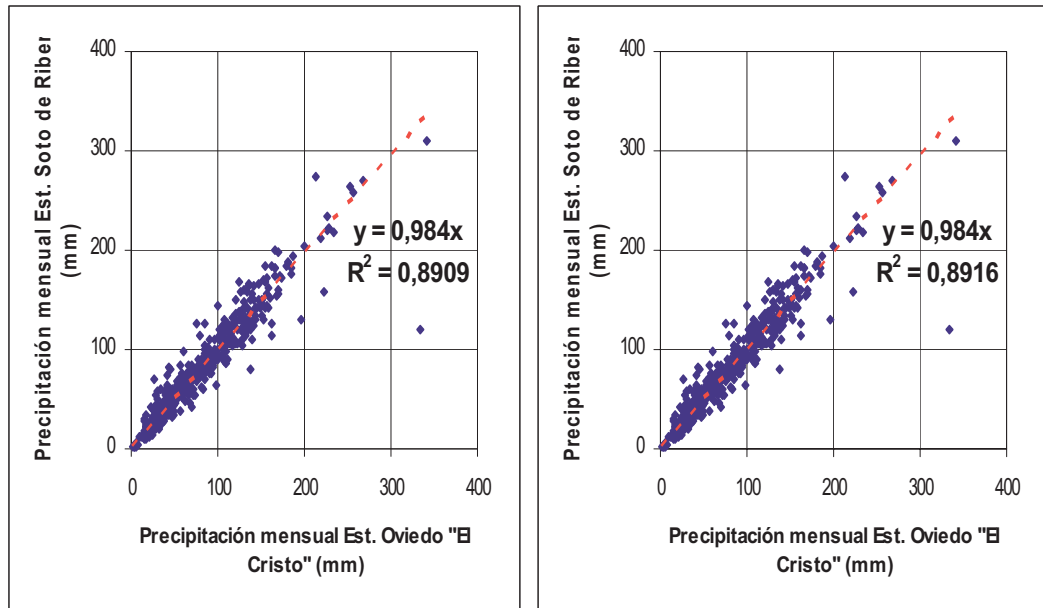 Precipitación mensual Est. Soto de Riber
(mm)
400
300
200
100
0
y = 0,984x
R² = 0,8909
0 100 200 300 400
Precipitación mensual Est. Oviedo "El
Cristo" (mm)
Precipitación mensual Est. Soto de Riber
(mm)
400
300
200
100
0
y = 0,984x
R² = 0,8916
0 100 200 300 400
Precipitación mensual Est. Oviedo "El
Cristo" (mm)